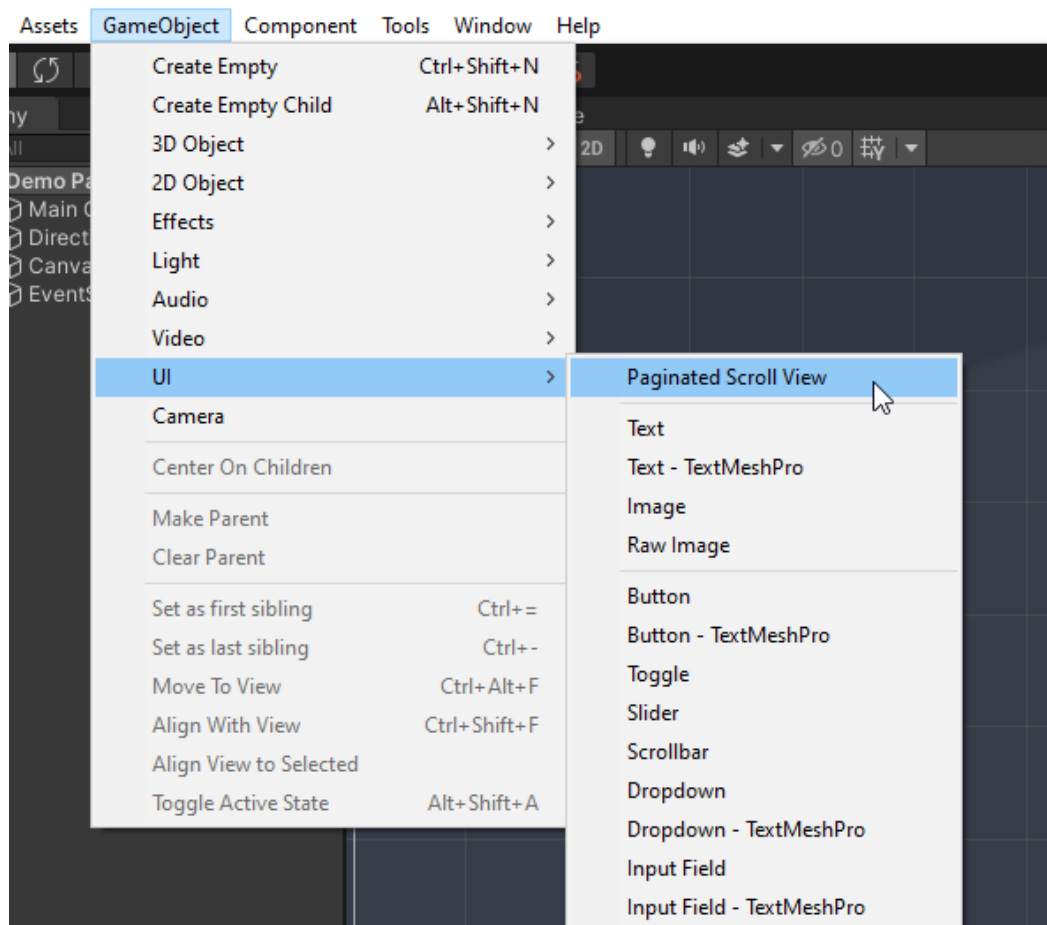 Assets GameObject Component Tools Window Help
Create Empty Ctrl+Shift+N
Create Empty Child Alt+Shift+N
3D Object >
2D Object >
Effects >
Light >
Audio >
Video >
UI >
Camera
Center On Children
Make Parent
Clear Parent
Set as first sibling Ctrl+=
Set as last sibling Ctrl+-
Move To View Ctrl+Alt+F
Align With View Ctrl+Shift+F
Align View to Selected
Toggle Active State Alt+Shift+A
Paginated Scroll View
Text
Text - TextMeshPro
Image
Raw Image
Button
Button - TextMeshPro
Toggle
Slider
Scrollbar
Dropdown
Dropdown - TextMeshPro
Input Field
Input Field - TextMeshPro
2D 0
Demo Pa
Main
Direct
Canva
Events